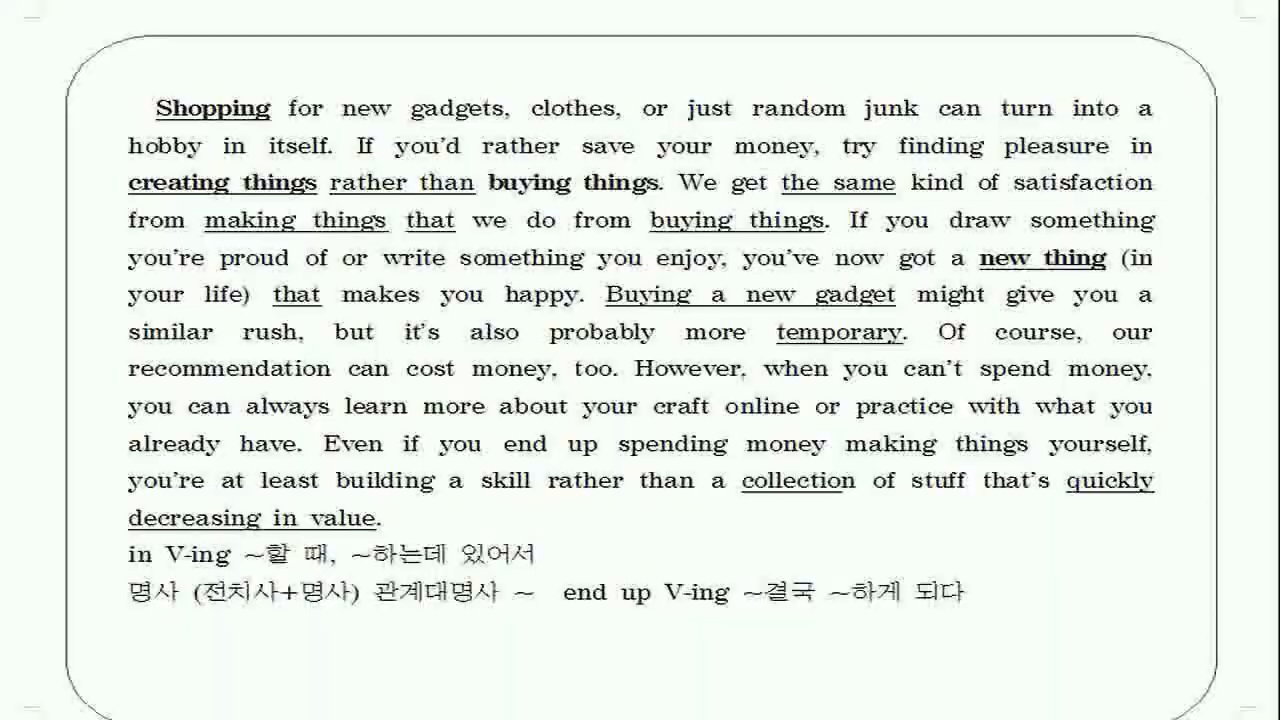 Shopping for new gadgets, clothes, or just random junk can turn into a
hobby in itself. If you'd rather save your money, try finding pleasure in
creating things rather than buying things. We get the same kind of satisfaction
from making things that we do from buying things. If you draw something
you're proud of or write something you enjoy, you've now got a new thing (in
your life) that makes you happy. Buying a new gadget might give you a
similar rush, but it's also probably more temporary. Of course, our
recommendation can cost money, too. However, when you can't spend money,
you can always learn more about your craft online or practice with what you
already have. Even if you end up spending money making things yourself,
you're at least building a skill rather than a collection of stuff that's quickly
decreasing in value.
in V-ing ~할 때, ~하는데 있어서
명사 (전치사+명사) 관계대명사 ~ end up V-ing ~결국 ~하게 되다